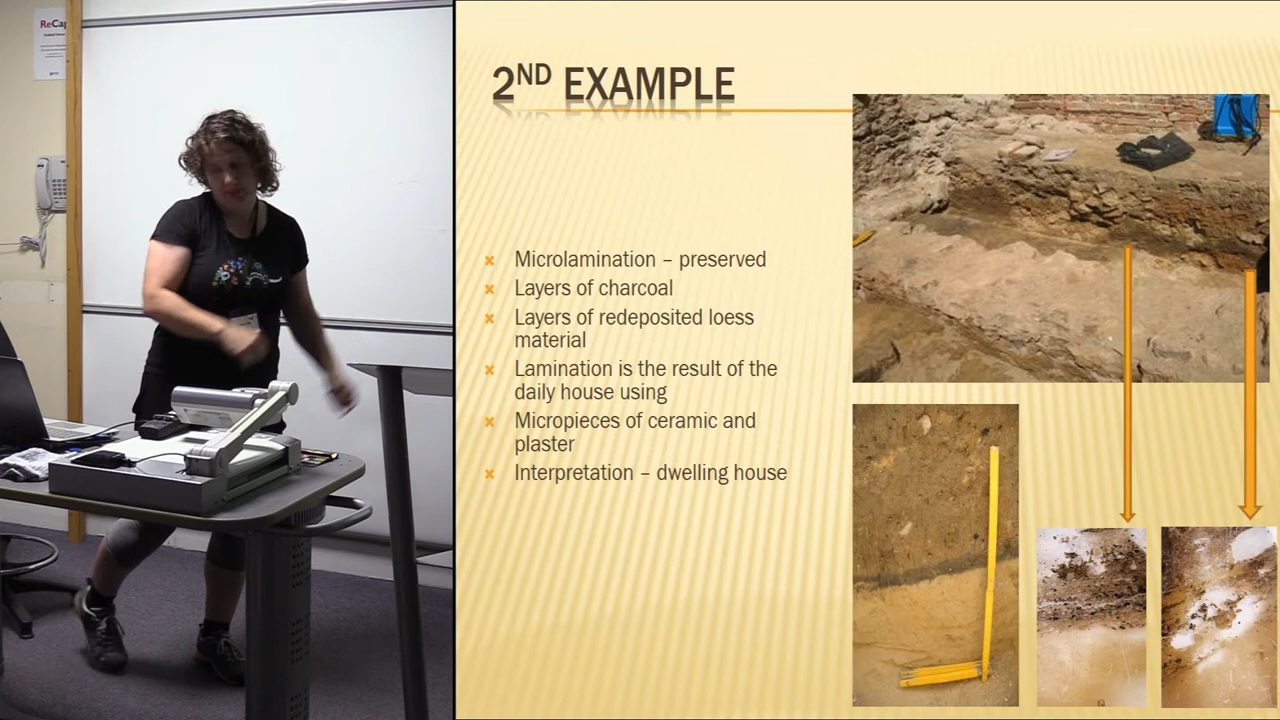 ReCap
2ND EXAMPLE
Microlamination – preserved
Layers of charcoal
Layers of redeposited loess
material
Lamination is the result of the
daily house using
Micropieces of ceramic and
plaster
Interpretation – dwelling house